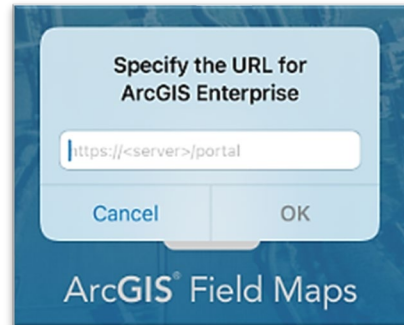 Specify the URL for
ArcGIS Enterprise
https://<server>/portal
Cancel OK
ArcGIS® Field Maps